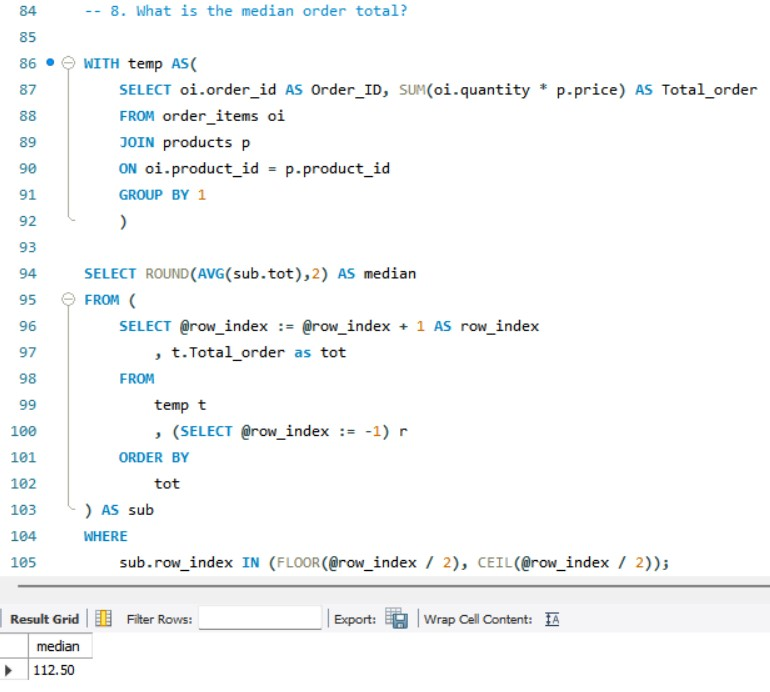 84 -- 8. What is the median order total?
85
86 WITH temp AS(
87 SELECT oi.order_id AS Order_ID, SUM(oi.quantity * p.price) AS Total_order
88 FROM order_items oi
89 JOIN products p
90 ON oi.product_id = p.product_id
91 GROUP BY 1
92 )
93
94 SELECT ROUND(AVG(sub.tot),2) AS median
95 FROM (
96 SELECT @row_index := @row_index + 1 AS row_index
97 , t.Total_order as tot
98 FROM
99 temp t
100 , (SELECT @row_index := -1) r
101 ORDER BY
102 tot
103 ) AS sub
104 WHERE
105 sub.row_index IN (FLOOR(@row_index / 2), CEIL(@row_index / 2));
Result Grid Filter Rows: Export: Wrap Cell Content: IA
median
112.50